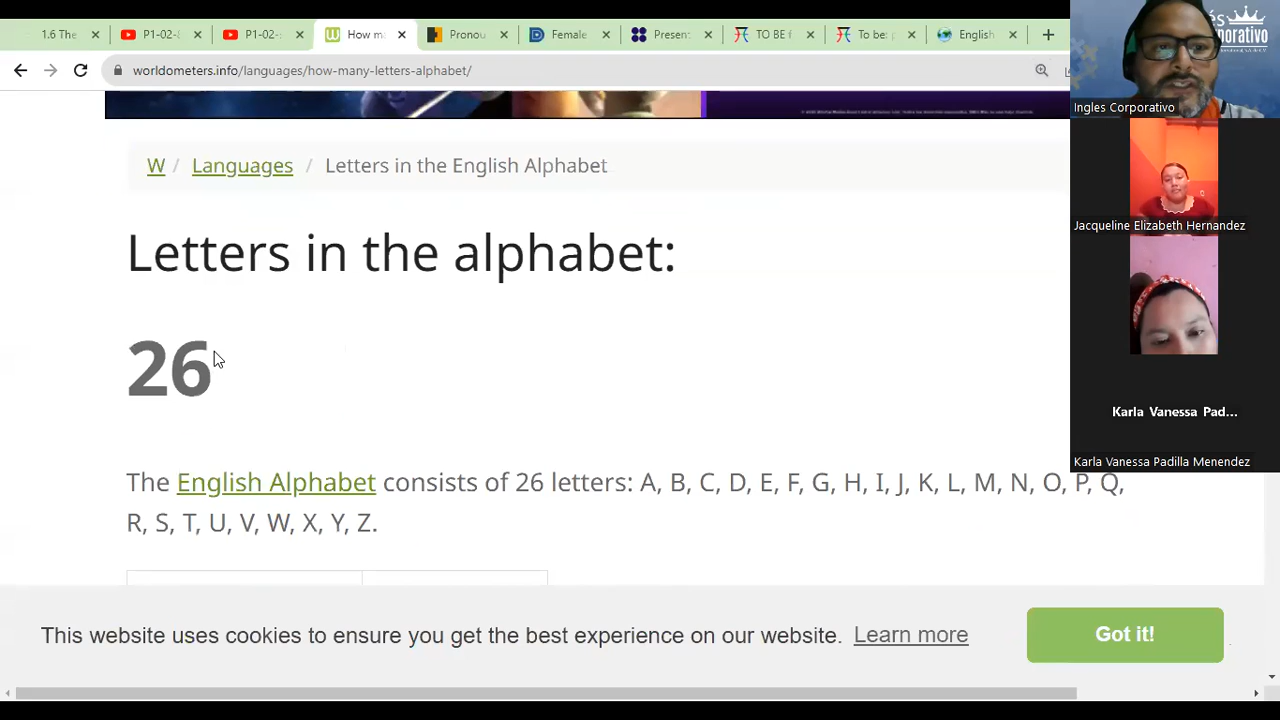 1.6 The
P1-02-
P1-02-
How m
Pronou
Female
Present
TO BE f
To be: p
English
worldometers.info/languages/how-many-letters-alphabet/
W / Languages / Letters in the English Alphabet
Letters in the alphabet:
26
The English Alphabet consists of 26 letters: A, B, C, D, E, F, G, H, I, J, K, L, M, N, O, P, Q,
R, S, T, U, V, W, X, Y, Z.
This website uses cookies to ensure you get the best experience on our website. Learn more
Got it!
Ingles Corporativo
Jacqueline Elizabeth Hernandez
Karla Vanessa Pad...
Karla Vanessa Padilla Menendez